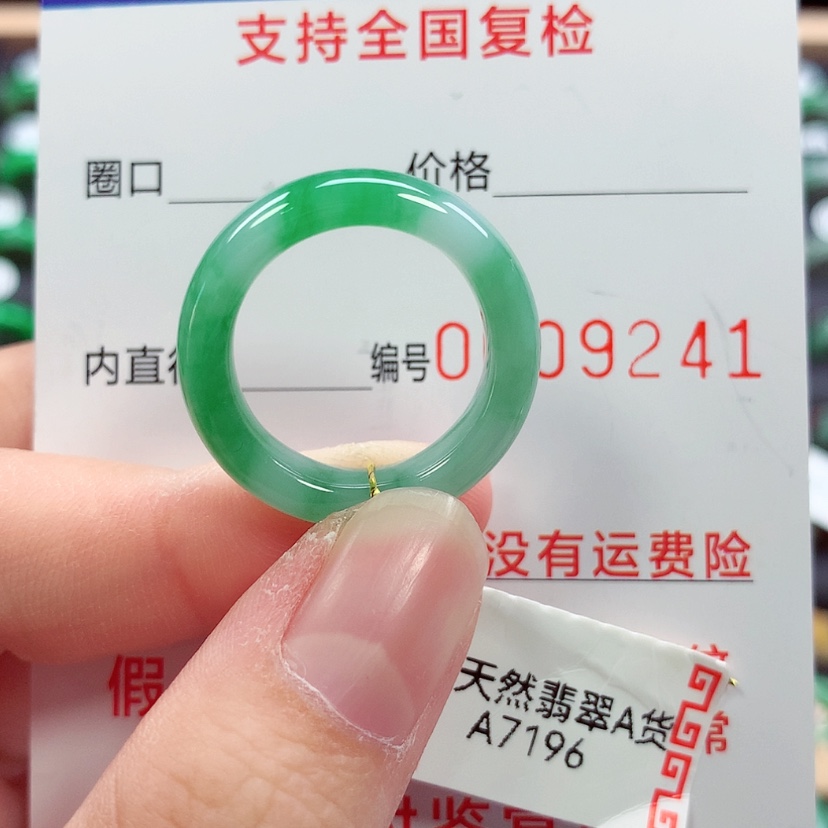 支持全国复检
圈口 价格
内直 编号0 09241
没有运费险
假
天然翡翠A货
A7196